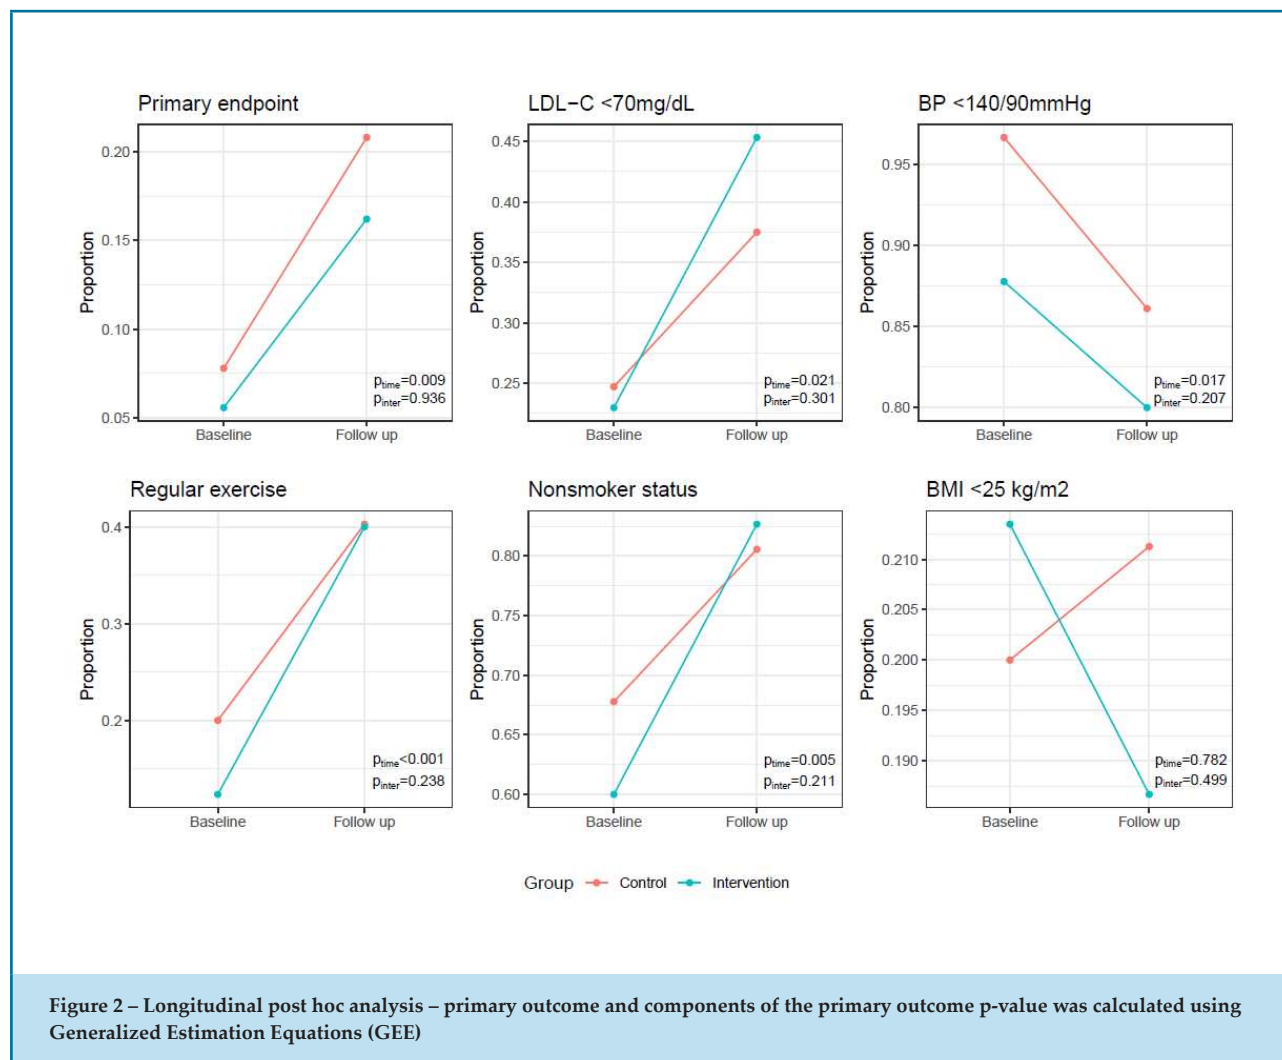 Primary endpoint
Proportion
0.20
0.15
0.10
0.05
Baseline
Follow up
ptime=0.009
pinter=0.936
LDL−C <70mg/dL
Proportion
0.45
0.40
0.35
0.30
0.25
Baseline
Follow up
ptime=0.021
pinter=0.301
BP <140/90mmHg
Proportion
0.95
0.90
0.85
0.80
Baseline
Follow up
ptime=0.017
pinter=0.207
Regular exercise
Proportion
0.4
0.3
0.2
Baseline
Follow up
ptime<0.001
pinter=0.238
Nonsmoker status
Proportion
0.80
0.75
0.70
0.65
0.60
Baseline
Follow up
ptime=0.005
pinter=0.211
BMI <25 kg/m2
Proportion
0.210
0.205
0.200
0.195
0.190
Baseline
Follow up
ptime=0.782
pinter=0.499
Group Control Intervention
Figure 2 – Longitudinal post hoc analysis – primary outcome and components of the primary outcome p-value was calculated using
Generalized Estimation Equations (GEE)